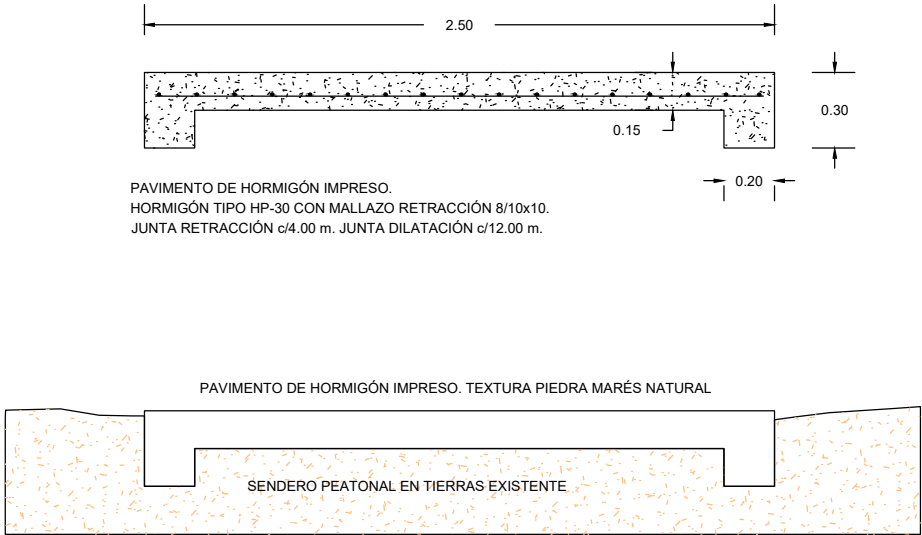 2.50
0.30
0.15
0.20
PAVIMENTO DE HORMIGÓN IMPRESO.
HORMIGÓN TIPO HP-30 CON MALLAZO RETRACCIÓN 8/10x10.
JUNTA RETRACCIÓN c/4.00 m. JUNTA DILATACIÓN c/12.00 m.
PAVIMENTO DE HORMIGÓN IMPRESO. TEXTURA PIEDRA MARÉS NATURAL
SENDERO PEATONAL EN TIERRAS EXISTENTE